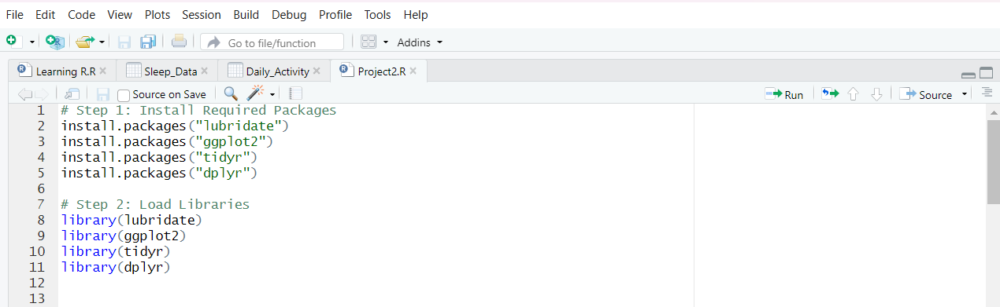 File Edit Code View Plots Session Build Debug Profile Tools Help
Go to file/function Addins
Learning R.R Sleep_Data Daily_Activity Project2.R
Source on Save Run Source
1 # Step 1: Install Required Packages
2 install.packages("lubridate")
3 install.packages("ggplot2")
4 install.packages("tidyr")
5 install.packages("dplyr")
6
7 # Step 2: Load Libraries
8 library(lubridate)
9 library(ggplot2)
10 library(tidyr)
11 library(dplyr)
12
13